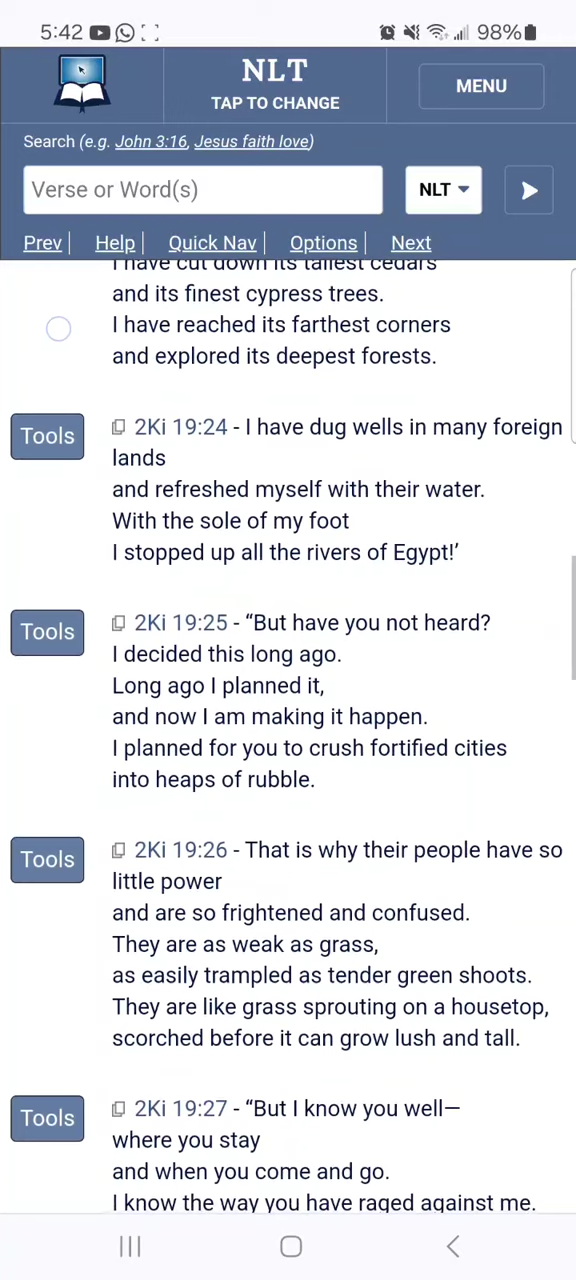 5:42 98%
NLT
TAP TO CHANGE
MENU
Search (e.g. John 3:16, Jesus faith love)
Verse or Word(s) NLT
Prev Help Quick Nav Options Next
I have cut down its tallest cedars
and its finest cypress trees.
I have reached its farthest corners
and explored its deepest forests.
Tools
2Ki 19:24 - I have dug wells in many foreign
lands
and refreshed myself with their water.
With the sole of my foot
I stopped up all the rivers of Egypt!’
Tools
2Ki 19:25 - “But have you not heard?
I decided this long ago.
Long ago I planned it,
and now I am making it happen.
I planned for you to crush fortified cities
into heaps of rubble.
Tools
2Ki 19:26 - That is why their people have so
little power
and are so frightened and confused.
They are as weak as grass,
as easily trampled as tender green shoots.
They are like grass sprouting on a housetop,
scorched before it can grow lush and tall.
Tools
2Ki 19:27 - “But I know you well—
where you stay
and when you come and go.
I know the way you have raged against me.